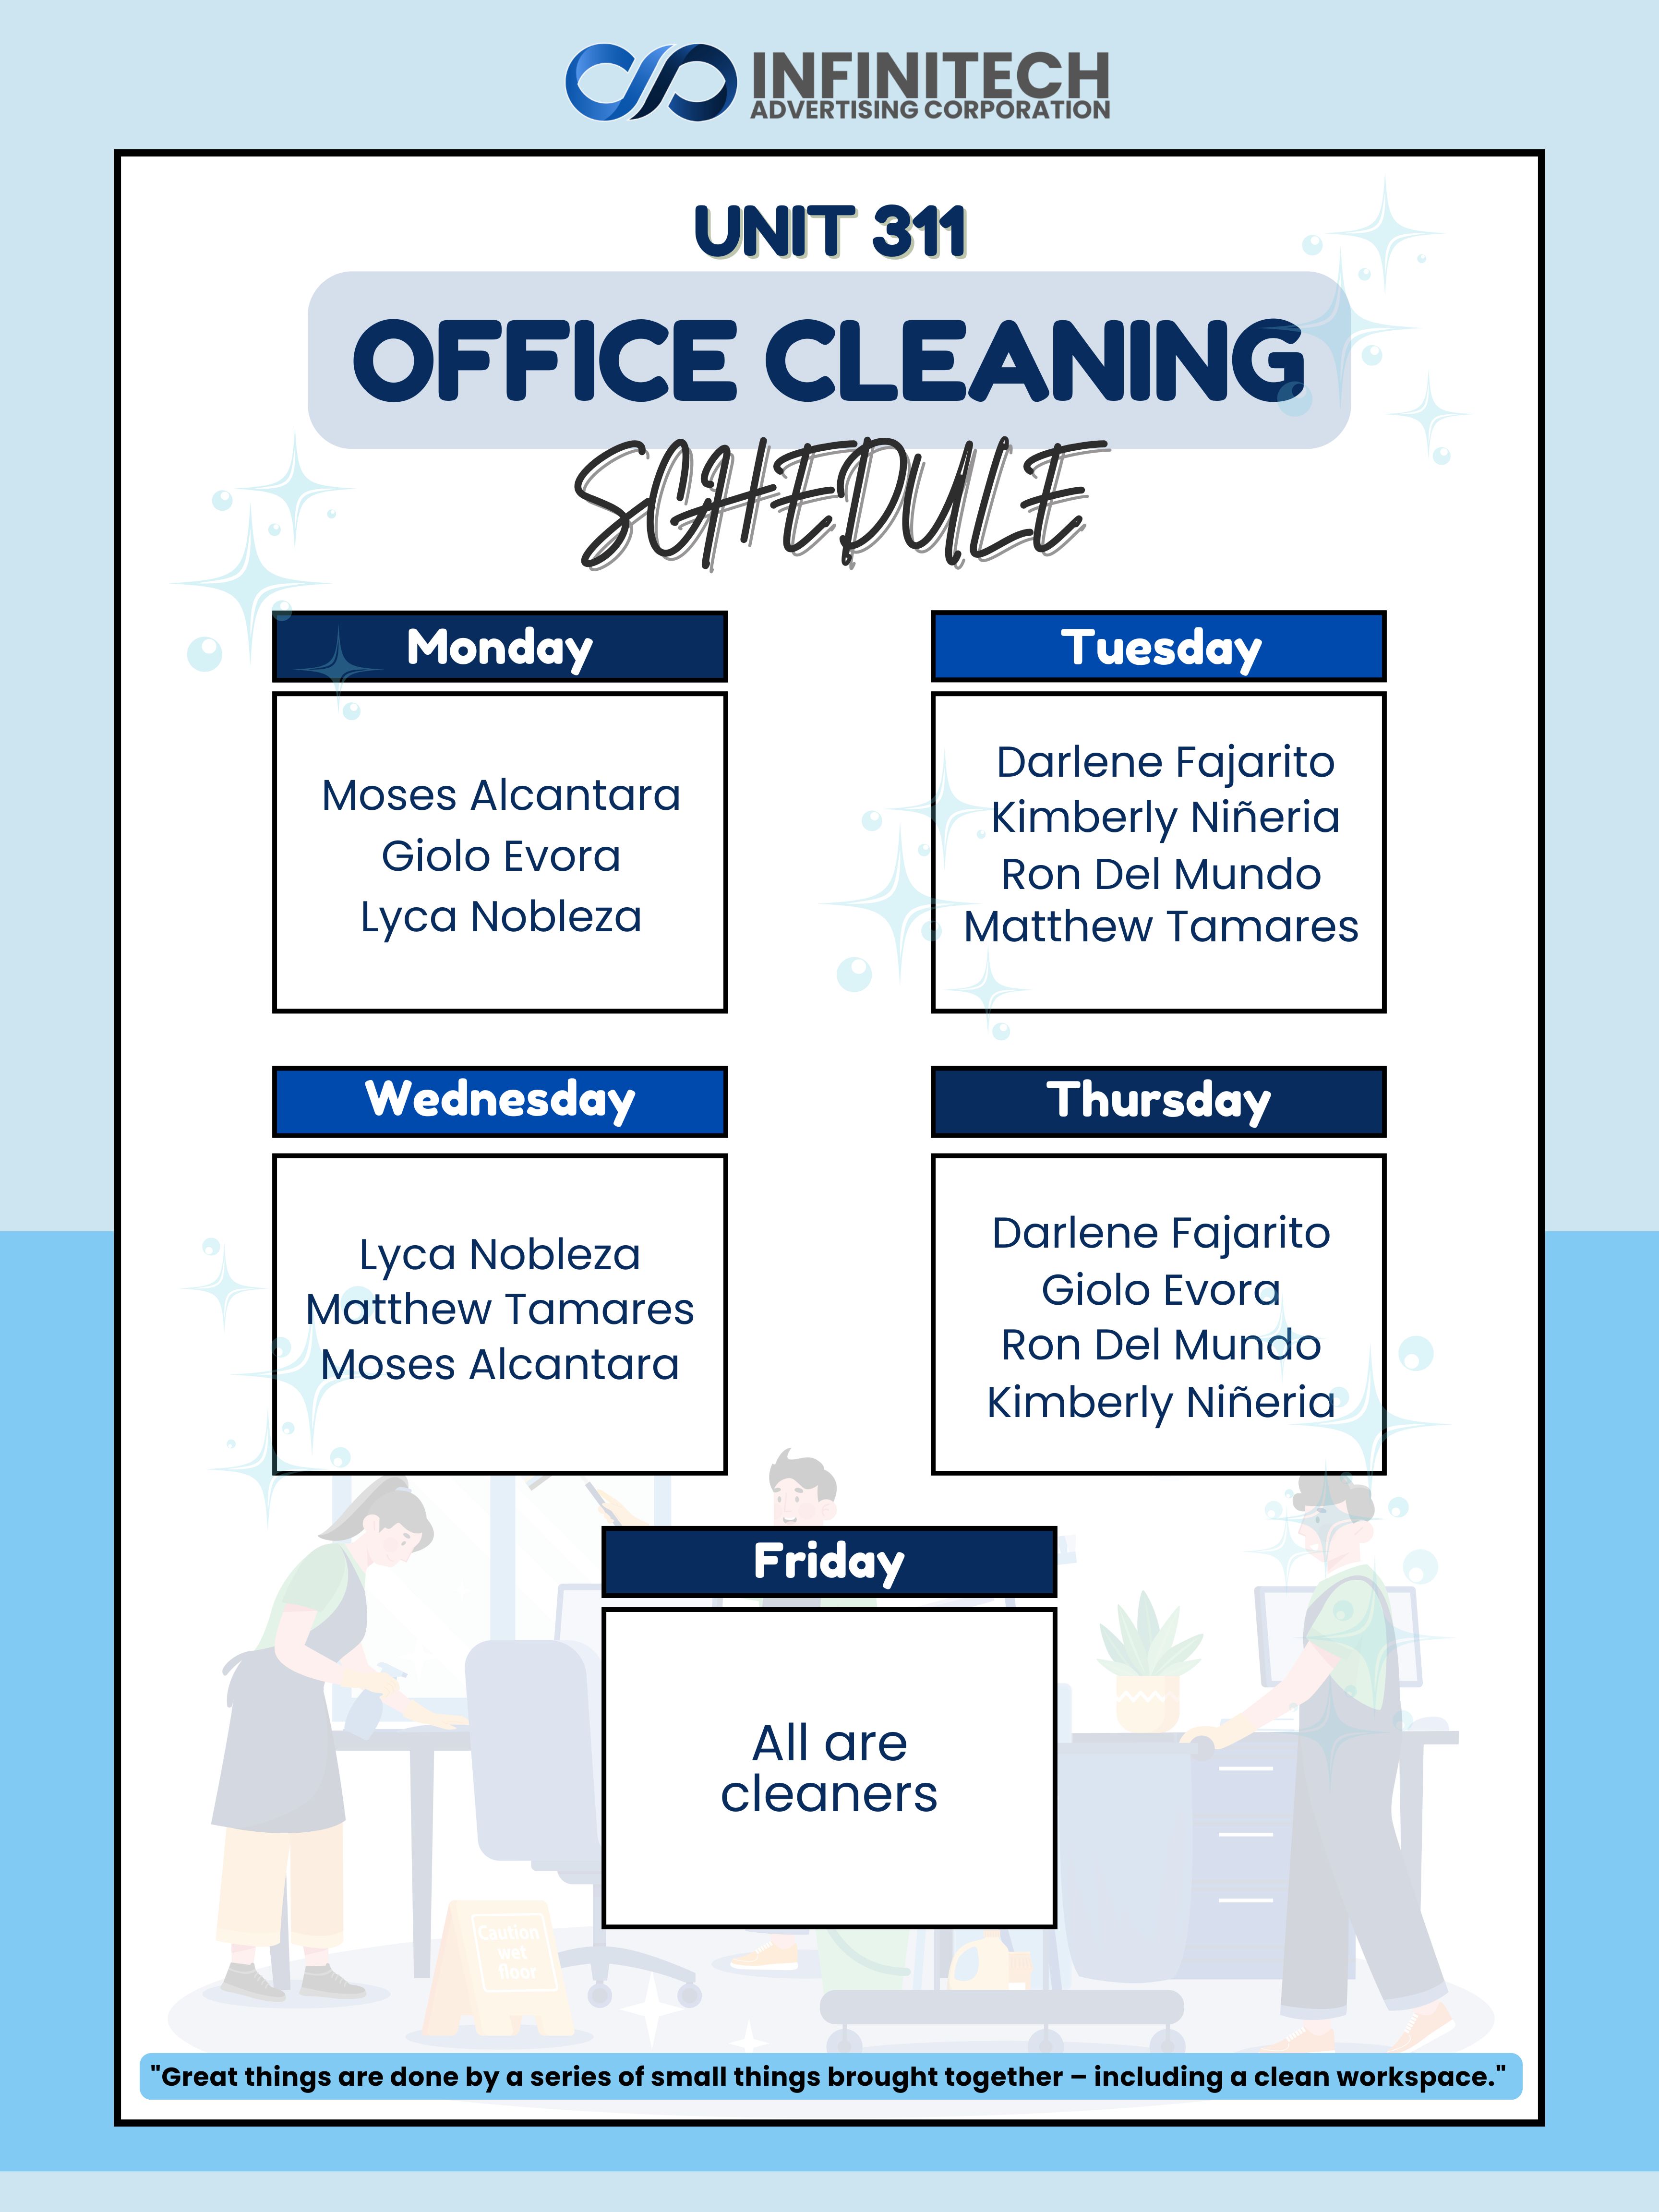 INFINITECH
ADVERTISING CORPORATION
UNIT 311
OFFICE CLEANING
SCHEDULE
Monday
Moses Alcantara
Giolo Evora
Lyca Nobleza
Tuesday
Darlene Fajarito
Kimberly Niñeria
Ron Del Mundo
Matthew Tamares
Wednesday
Lyca Nobleza
Matthew Tamares
Moses Alcantara
Thursday
Darlene Fajarito
Giolo Evora
Ron Del Mundo
Kimberly Niñeria
Friday
All are
cleaners
Caution
wet
floor
"Great things are done by a series of small things brought together – including a clean workspace."